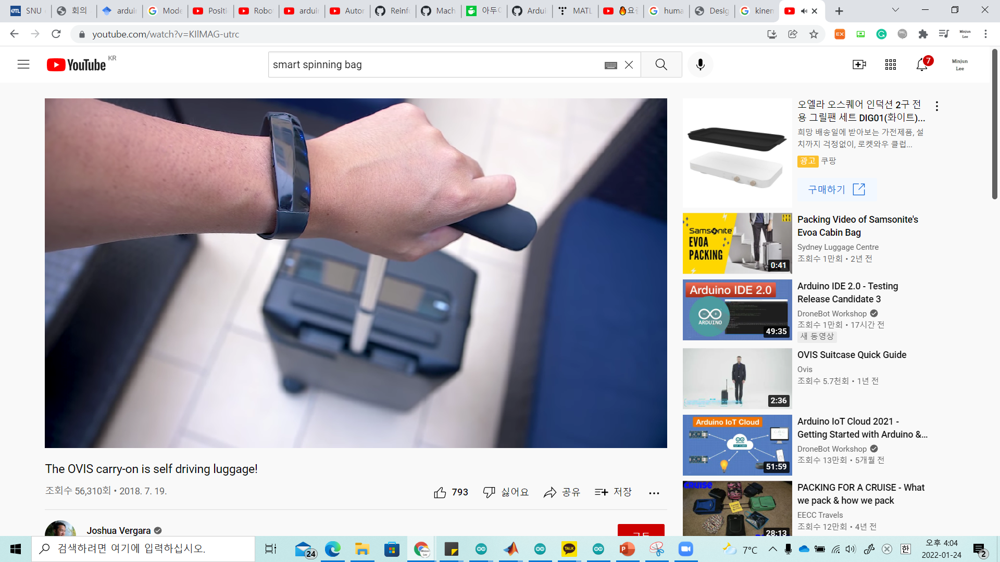 SNU
회의
arduin
Mode
Positi
Robo
arduin
Autor
Reinfo
Mach
아두이
Ardui
MATL
huma
Desig
kinem
youtube.com/watch?v=KIlMAG-utrc
EX
Minjun
Lee
YouTube KR
smart spinning bag
7
Minjun
Lee
오엘라 오스퀘어 인덕션 2구 전
용 그릴팬 세트 DIG01(화이트)...
희망 배송일에 받아보는 가전제품, 설
치까지 걱정없이, 로켓와우 클럽...
광고 쿠팡
구매하기
Samsonite
EVOA
PACKING
0:41
Packing Video of Samsonite's
Evoa Cabin Bag
Sydney Luggage Centre
조회수 1만회 • 2년 전
Arduino IDE 2.0
ARDUINO
49:35
Arduino IDE 2.0 - Testing
Release Candidate 3
DroneBot Workshop
조회수 1만회 • 17시간 전
새 동영상
2:36
OVIS Suitcase Quick Guide
Ovis
조회수 5.7천회 • 1년 전
Arduino IoT Cloud
51:59
Arduino IoT Cloud 2021 -
Getting Started with Arduino &...
DroneBot Workshop
조회수 13만회 • 5개월 전
CRUISE
28:13
PACKING FOR A CRUISE - What
we pack & how we pack
EECC Travels
조회수 12만회 • 4년 전
The OVIS carry-on is self driving luggage!
조회수 56,310회 • 2018. 7. 19.
793
싫어요
공유
저장
Joshua Vergara
구독
검색하려면 여기에 입력하십시오.
24
TALK
7°C
한
오후 4:04
2022-01-24
2